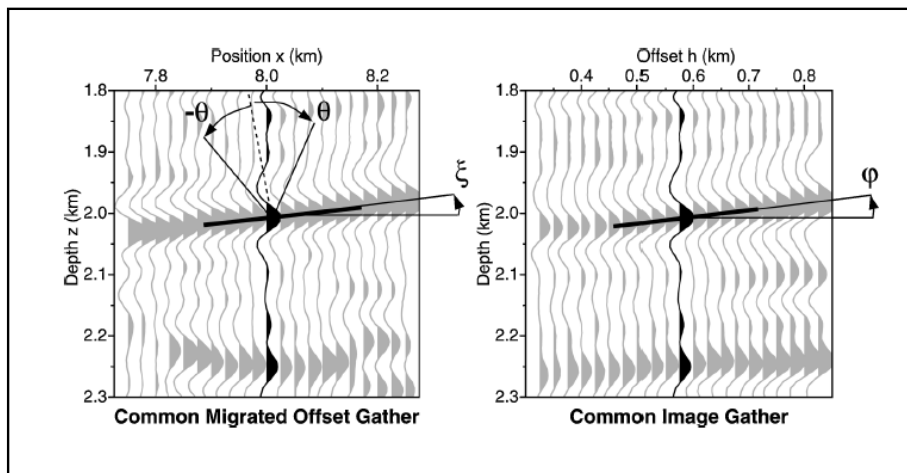 Position x (km)
7.8 8.0 8.2
1.8
1.9
2.0
2.1
2.2
2.3
Depth z (km)
-θ θ
ξ
Common Migrated Offset Gather
Offset h (km)
0.4 0.5 0.6 0.7 0.8
1.8
1.9
2.0
2.1
2.2
2.3
Depth (km)
φ
Common Image Gather